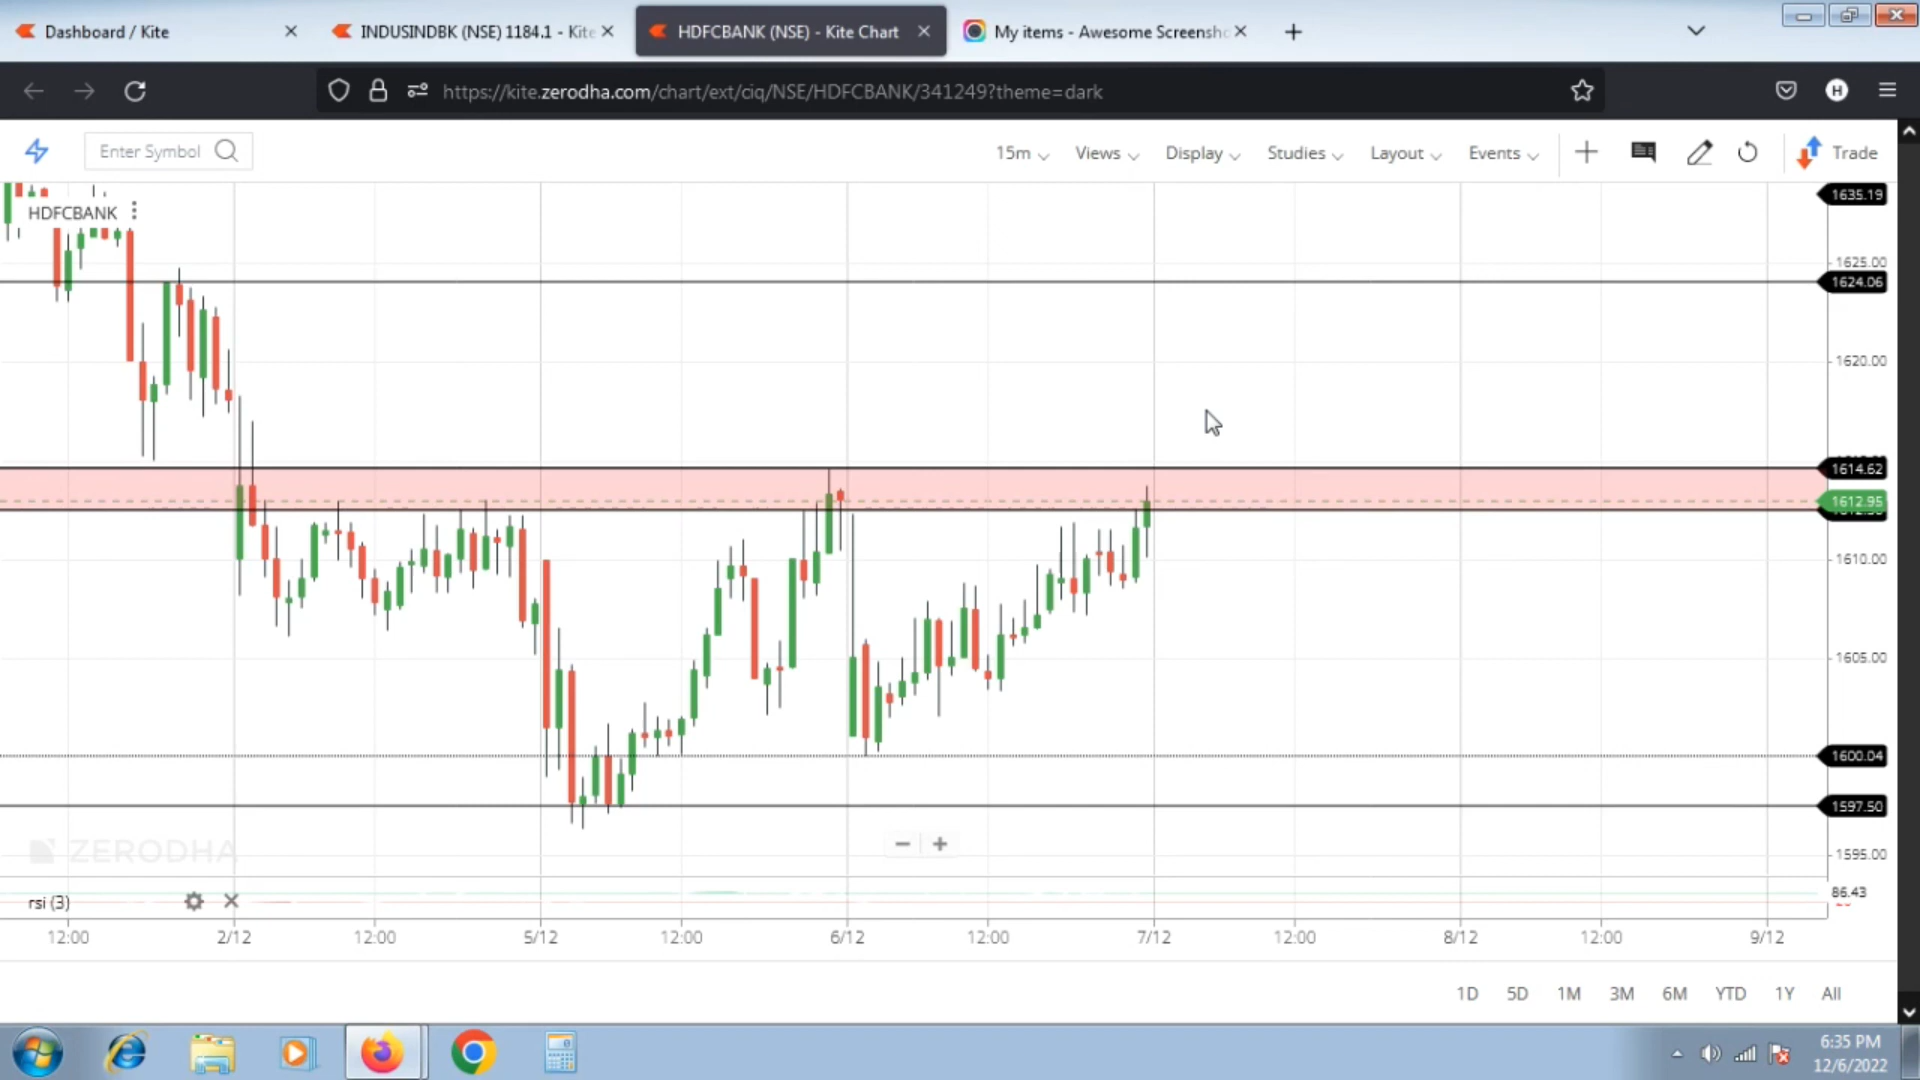 Dashboard / Kite
INDUSINDBK (NSE) 1184.1 - Kite
HDFCBANK (NSE) - Kite Chart
My items - Awesome Screensho
https://kite.zerodha.com/chart/ext/ciq/NSE/HDFCBANK/341249?theme=dark
H
Enter Symbol
15m
Views
Display
Studies
Layout
Events
Trade
HDFCBANK
1635.19
1625.00
1624.06
1620.00
1614.62
1612.95
1610.00
1605.00
1600.04
1597.50
1595.00
ZERODHA
rsi (3)
86.43
12:00
2/12
12:00
5/12
12:00
6/12
12:00
7/12
12:00
8/12
12:00
9/12
1D
5D
1M
3M
6M
YTD
1Y
All
6:35 PM
12/6/2022